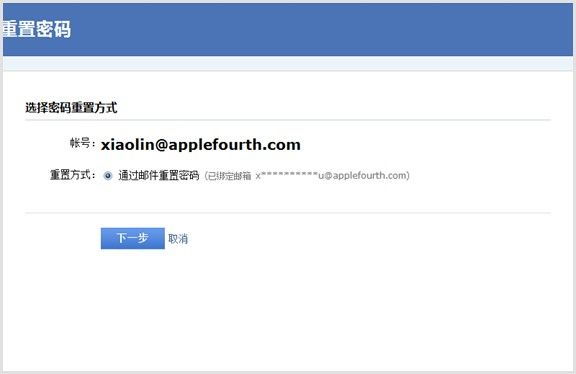 重置密码
选择密码重置方式
帐号： xiaolin@applefourth.com
重置方式： 通过邮件重置密码 (已绑定邮箱 x**********u@applefourth.com)
下一步 取消